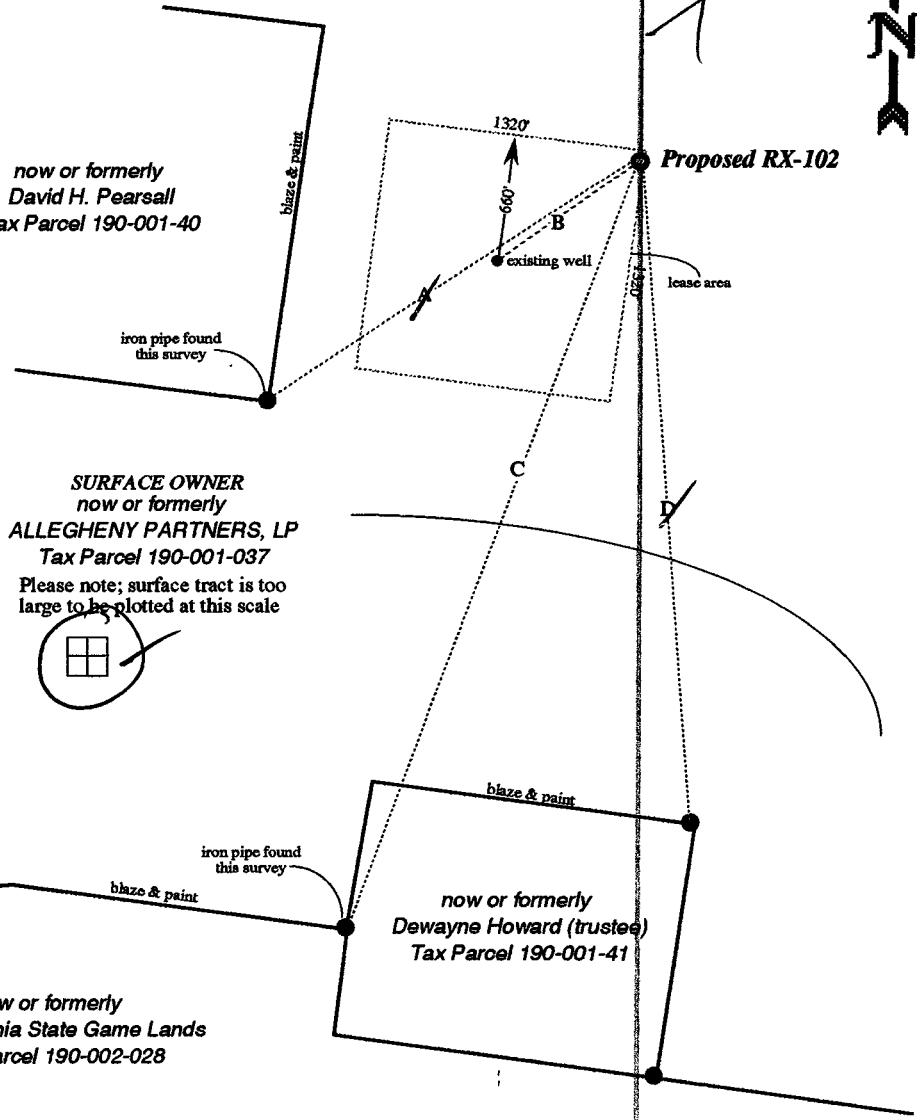 N
1320'
Proposed RX-102
blaze & paint
now or formerly
David H. Pearsall
ax Parcel 190-001-40
660'
B
existing well
A
1320'
lease area
iron pipe found
this survey
C
SURFACE OWNER
now or formerly
ALLEGHENY PARTNERS, LP
Tax Parcel 190-001-037
D
Please note; surface tract is too
large to be plotted at this scale
blaze & paint
iron pipe found
this survey
blaze & paint
now or formerly
Dewayne Howard (trustee)
Tax Parcel 190-001-41
w or formerly
nia State Game Lands
arcel 190-002-028